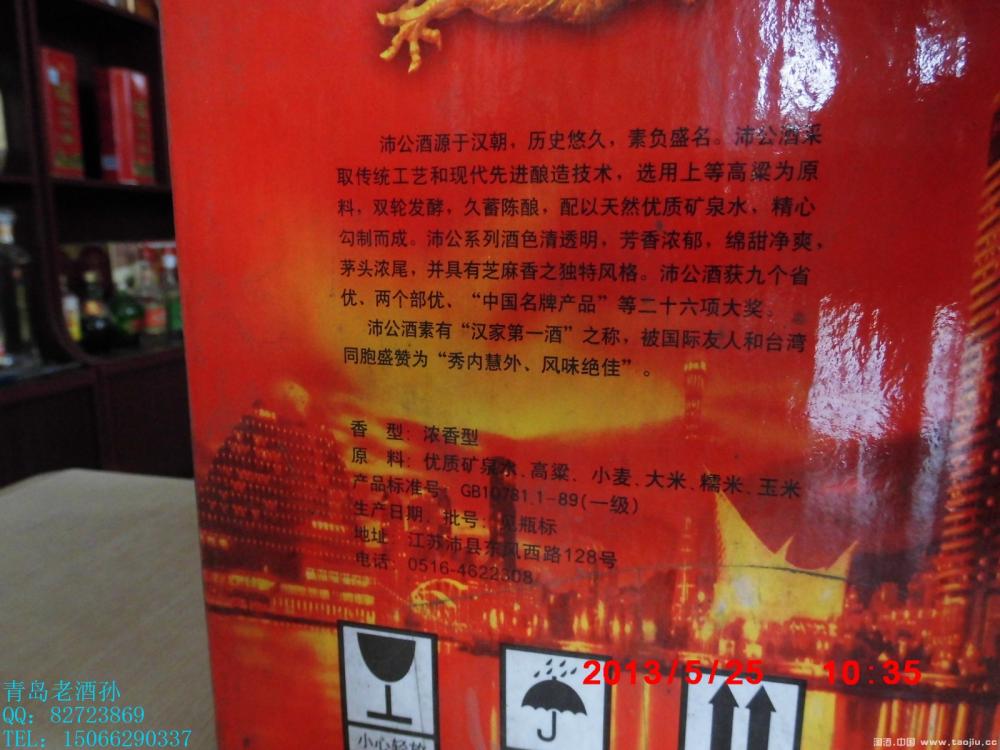 沛公酒源于汉朝，历史悠久，素负盛名。沛公酒采
取传统工艺和现代先进酿造技术，选用上等高粱为原
料，双轮发酵，久蓄陈酿，配以天然优质矿泉水，精心
勾制而成。沛公系列酒色清透明，芳香浓郁，绵甜净爽，
茅头浓尾，并具有芝麻香之独特风格。沛公酒获九个省
优、两个部优、“中国名牌产品”等二十六项大奖。
沛公酒素有“汉家第一酒”之称，被国际友人和台湾
同胞盛赞为“秀内慧外、风味绝佳”。
香 型：浓香型
原 料：优质矿泉水、高粱、小麦、大米、糯米、玉米
产品标准号：GB10781.1-89(一级)
生产日期、批号：见瓶标
地址：江苏沛县东风西路128号
电话：0516-4622308
小心轻放
2013/5/25 10:35
青岛老酒孙
QQ：82723869
TEL：15066290337
淘酒.中国 www.taojiu.cc